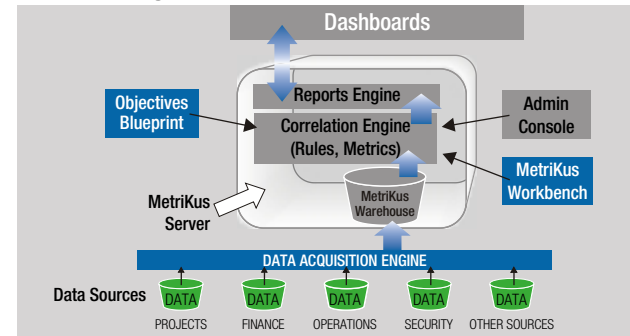 Dashboards
Reports Engine
Objectives
Blueprint
Correlation Engine
(Rules, Metrics)
Admin
Console
MetriKus
Workbench
MetriKus
Server
MetriKus
Warehouse
DATA ACQUISITION ENGINE
Data Sources
DATA
DATA
DATA
DATA
DATA
PROJECTS
FINANCE
OPERATIONS
SECURITY
OTHER SOURCES